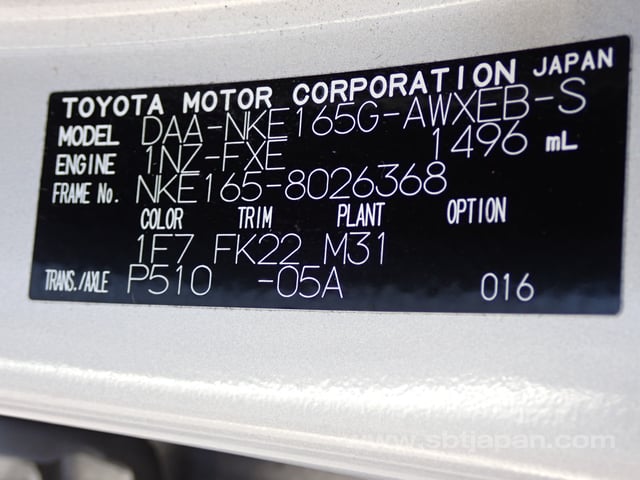 TOYOTA MOTOR CORPORATION JAPAN
MODEL DAA-NKE165G-AWXEB-S
ENGINE 1NZ-FXE 1496 mL
FRAME No. NKE165-8026368
COLOR TRIM PLANT OPTION
1F7 FK22 M31
TRANS./AXLE P510 -05A 016
www.sbtjapan.com